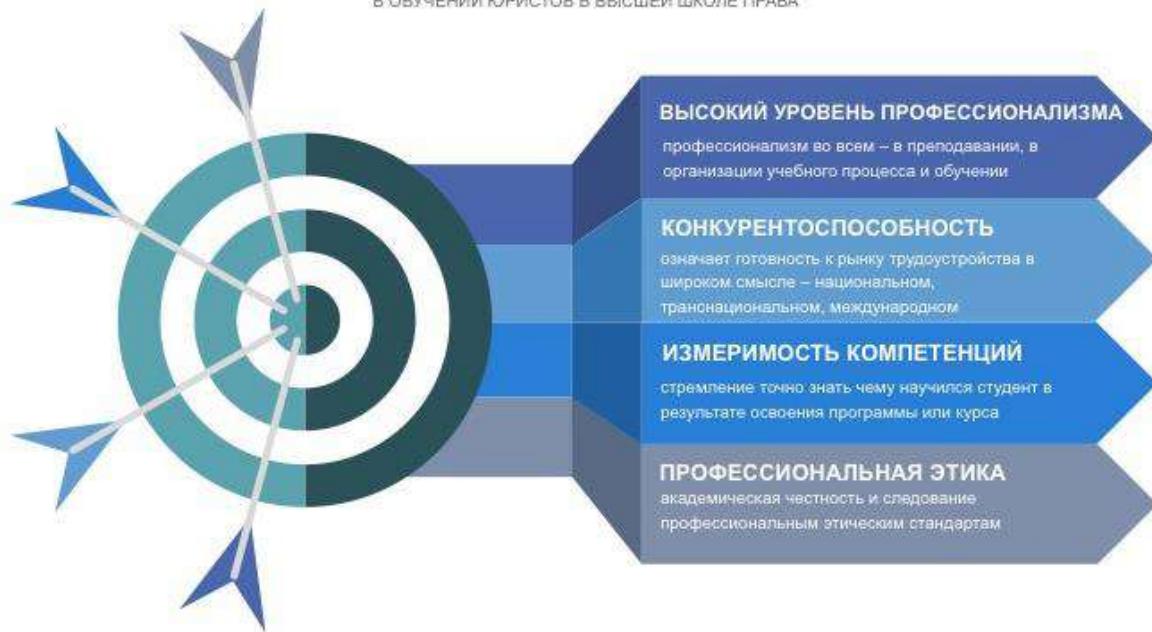 В ОБУЧЕНИИ ЮРИСТОВ В ВЫСШЕЙ ШКОЛЕ ПРАВА
ВЫСОКИЙ УРОВЕНЬ ПРОФЕССИОНАЛИЗМА
профессионализм во всем – в преподавании, в
организации учебного процесса и обучении
КОНКУРЕНТОСПОСОБНОСТЬ
означает готовность к рынку трудоустройства в
широком смысле – национальном,
транснациональном, международном
ИЗМЕРИМОСТЬ КОМПЕТЕНЦИЙ
стремление точно знать чему научился студент в
результате освоения программы или курса
ПРОФЕССИОНАЛЬНАЯ ЭТИКА
академическая честность и следование
профессиональным этическим стандартам